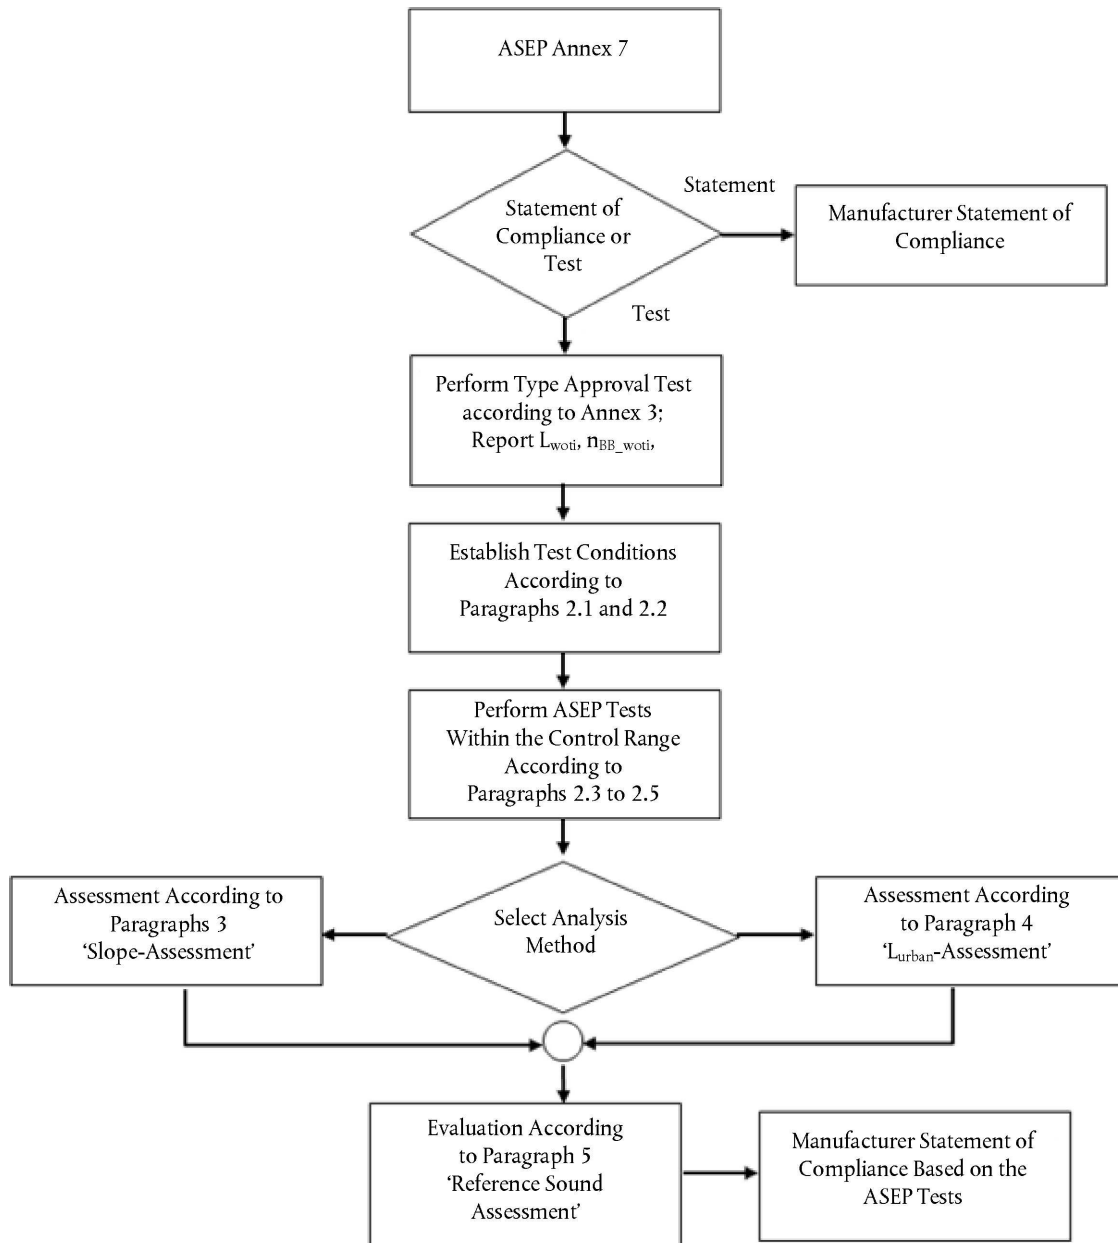 ASEP Annex 7
Statement
Statement of
Compliance or
Test
Manufacturer Statement of
Compliance
Test
Perform Type Approval Test
according to Annex 3;
Report Lwoti, nBB_woti,
Establish Test Conditions
According to
Paragraphs 2.1 and 2.2
Perform ASEP Tests
Within the Control Range
According to
Paragraphs 2.3 to 2.5
Assessment According to
Paragraphs 3
‘Slope-Assessment’
Select Analysis
Method
Assessment According
to Paragraph 4
‘Lurban-Assessment’
Evaluation According
to Paragraph 5
‘Reference Sound
Assessment’
Manufacturer Statement of
Compliance Based on the
ASEP Tests